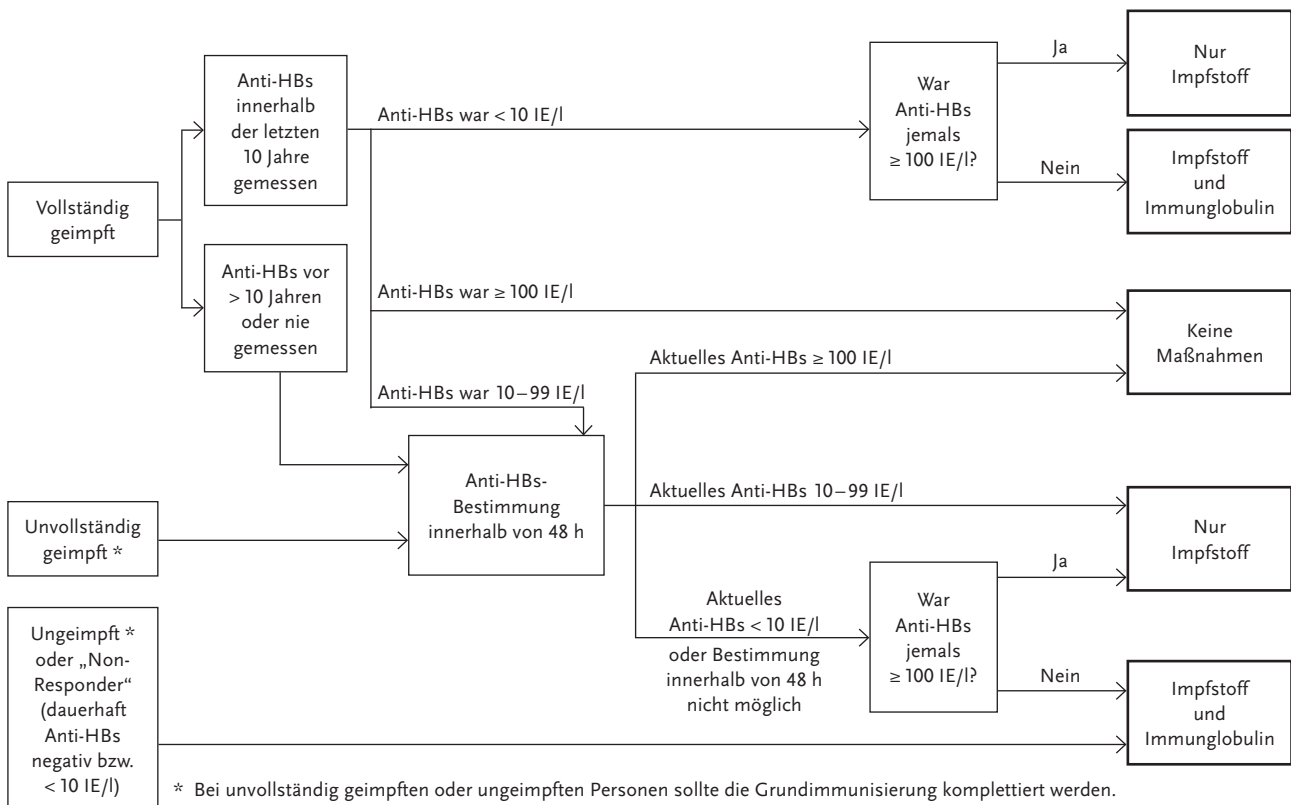 Anti-HBs
innerhalb
der letzten
10 Jahre
gemessen
Anti-HBs war < 10 IE/l
War
Anti-HBs
jemals
≥ 100 IE/l?
Ja
Nur
Impfstoff
Nein
Impfstoff
und
Immunglobulin
Vollständig
geimpft
Anti-HBs vor
> 10 Jahren
oder nie
gemessen
Anti-HBs war ≥ 100 IE/l
Keine
Maßnahmen
Aktuelles Anti-HBs ≥ 100 IE/l
Anti-HBs war 10–99 IE/l
Anti-HBs-
Bestimmung
innerhalb von 48 h
Aktuelles Anti-HBs 10–99 IE/l
Nur
Impfstoff
Unvollständig
geimpft *
Ja
Aktuelles
Anti-HBs < 10 IE/l
oder Bestimmung
innerhalb von 48 h
nicht möglich
War
Anti-HBs
jemals
≥ 100 IE/l?
Nein
Impfstoff
und
Immunglobulin
Ungeimpft *
oder „Non-
Responder“
(dauerhaft
Anti-HBs
negativ bzw.
< 10 IE/l)
* Bei unvollständig geimpften oder ungeimpften Personen sollte die Grundimmunisierung komplettiert werden.